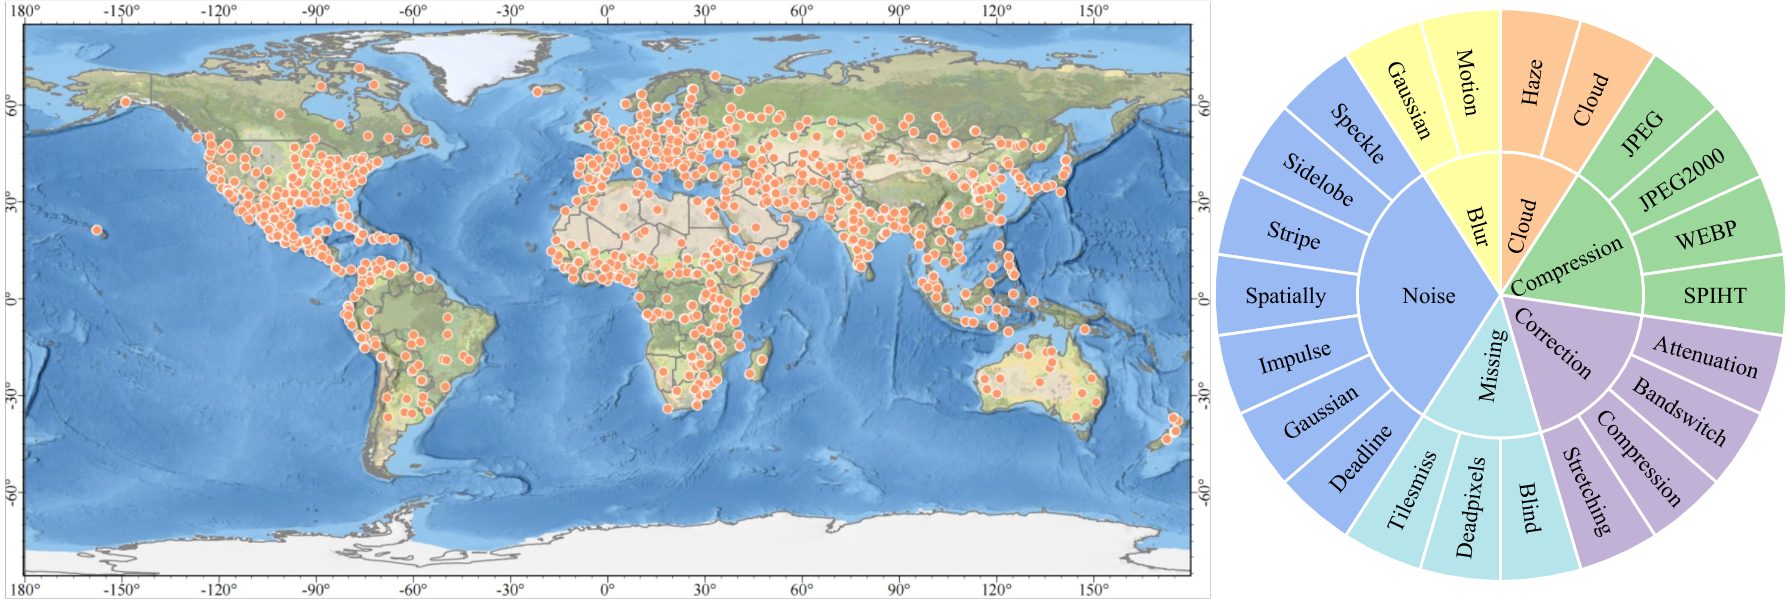 180° -150° -120° -90° -60° -30° 0° 30° 60° 90° 120° 150°
60° 60°
30° 30°
0° 0°
-30° -30°
-60° -60°
180° -150° -120° -90° -60° -30° 0° 30° 60° 90° 120° 150°
Blur
Cloud
Compression
Correction
Missing
Noise
Gaussian
Motion
Haze
Cloud
JPEG
JPEG2000
WEBP
SPIHT
Attenuation
Bandswitch
Compression
Stretching
Blind
Deadpixels
Tilesmiss
Deadline
Gaussian
Impulse
Spatially
Stripe
Sidelobe
Speckle